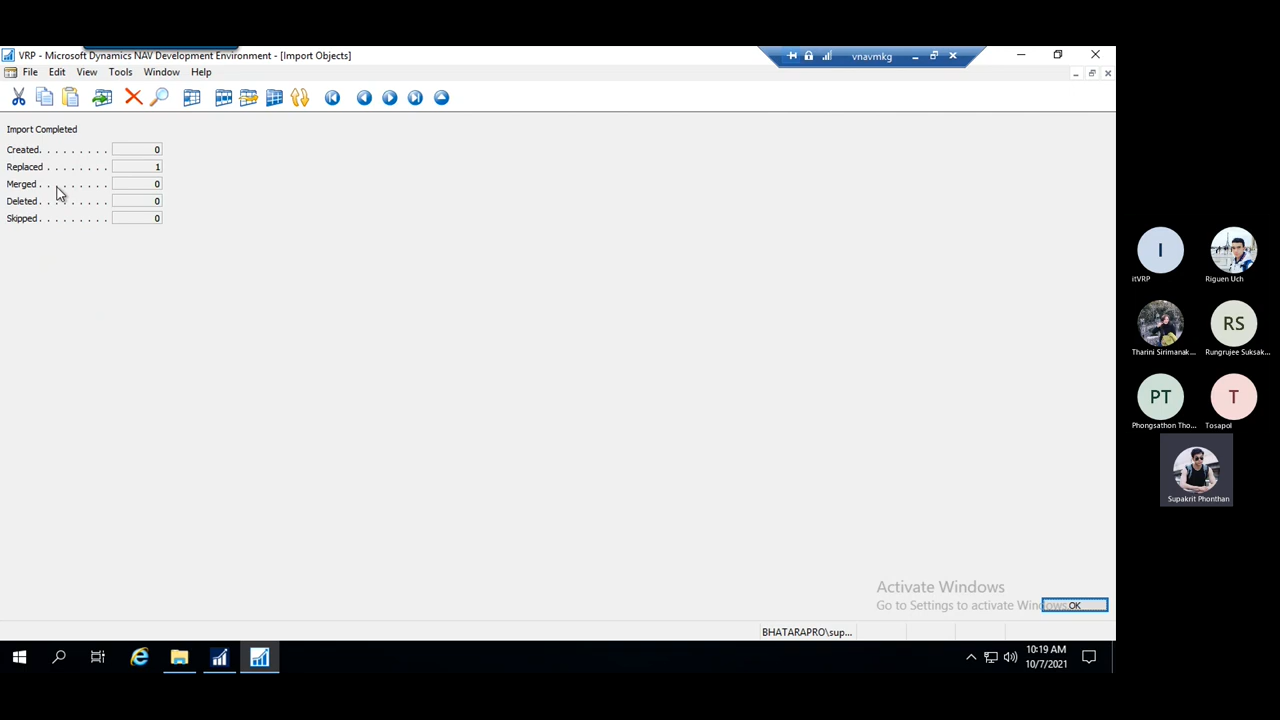 VRP - Microsoft Dynamics NAV Development Environment - [Import Objects]
vnavmkg
File Edit View Tools Window Help
Import Completed
Created. . . . . . . . . 0
Replaced . . . . . . . . 1
Merged . . . . . . . . . 0
Deleted. . . . . . . . . 0
Skipped. . . . . . . . . 0
I
itVRP
Riguen Uch
RS
Tharini Sirimanak...
Rungrujee Suksak...
PT
T
Phongsathon Tho...
Tosapol
Supakrit Phonthan
Activate Windows
Go to Settings to activate Windows.
OK
BHATARAPRO\sup...
10:19 AM
10/7/2021